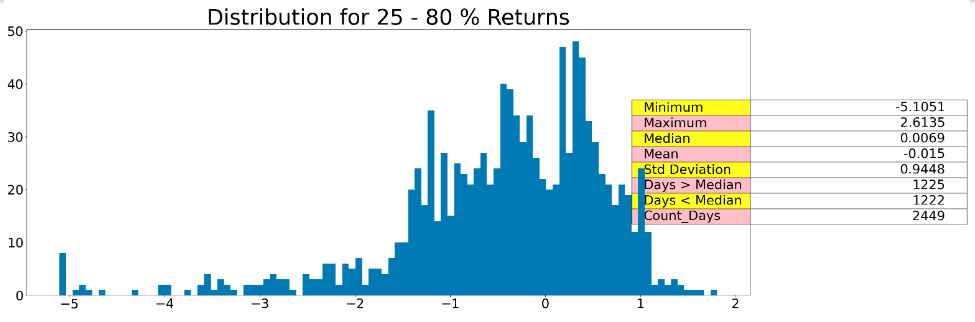 Distribution for 25 - 80 % Returns
50
40
30
20
10
0
−5
−4
−3
−2
−1
0
1
2
Minimum -5.1051
Maximum 2.6135
Median 0.0069
Mean -0.015
Std Deviation 0.9448
Days > Median 1225
Days < Median 1222
Count_Days 2449